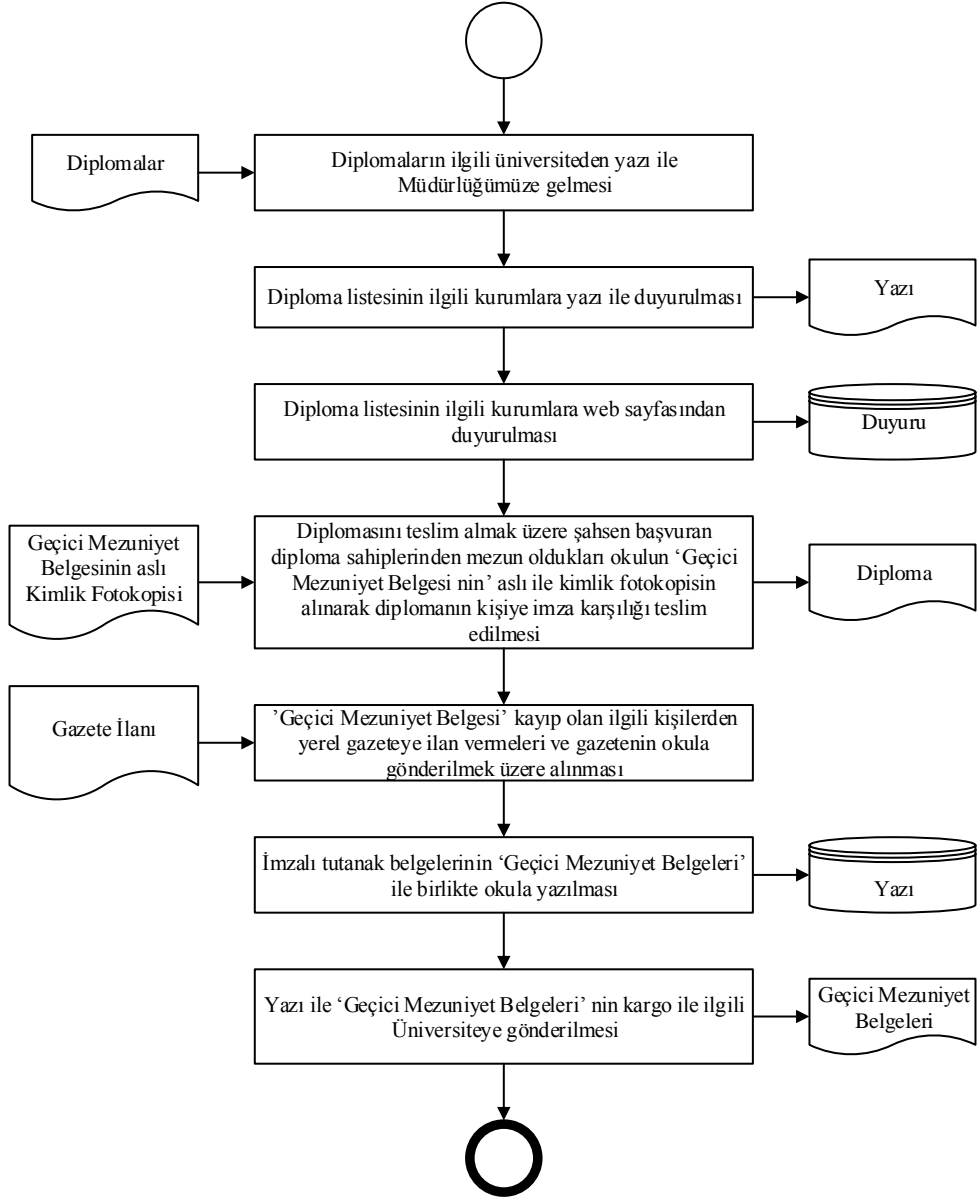 Diplomalar
Diplomaların ilgili üniversiteden yazı ile
Müdürlüğümüze gelmesi
Diploma listesinin ilgili kurumlara yazı ile duyurulması
Yazı
Diploma listesinin ilgili kurumlara web sayfasından
duyurulması
Duyuru
Geçici Mezuniyet
Belgesinin aslı
Kimlik Fotokopisi
Diplomasını teslim almak üzere şahsen başvuran
diploma sahiplerinden mezun oldukları okulun ‘Geçici
Mezuniyet Belgesi nin’ aslı ile kimlik fotokopisin
alınarak diplomanın kişiye imza karşılığı teslim
edilmesi
Diploma
Gazete İlanı
’Geçici Mezuniyet Belgesi’ kayıp olan ilgili kişilerden
yerel gazeteye ilan vermeleri ve gazetenin okula
gönderilmek üzere alınması
İmzalı tutanak belgelerinin ‘Geçici Mezuniyet Belgeleri’
ile birlikte okula yazılması
Yazı
Yazı ile ‘Geçici Mezuniyet Belgeleri’ nin kargo ile ilgili
Üniversiteye gönderilmesi
Geçici Mezuniyet
Belgeleri